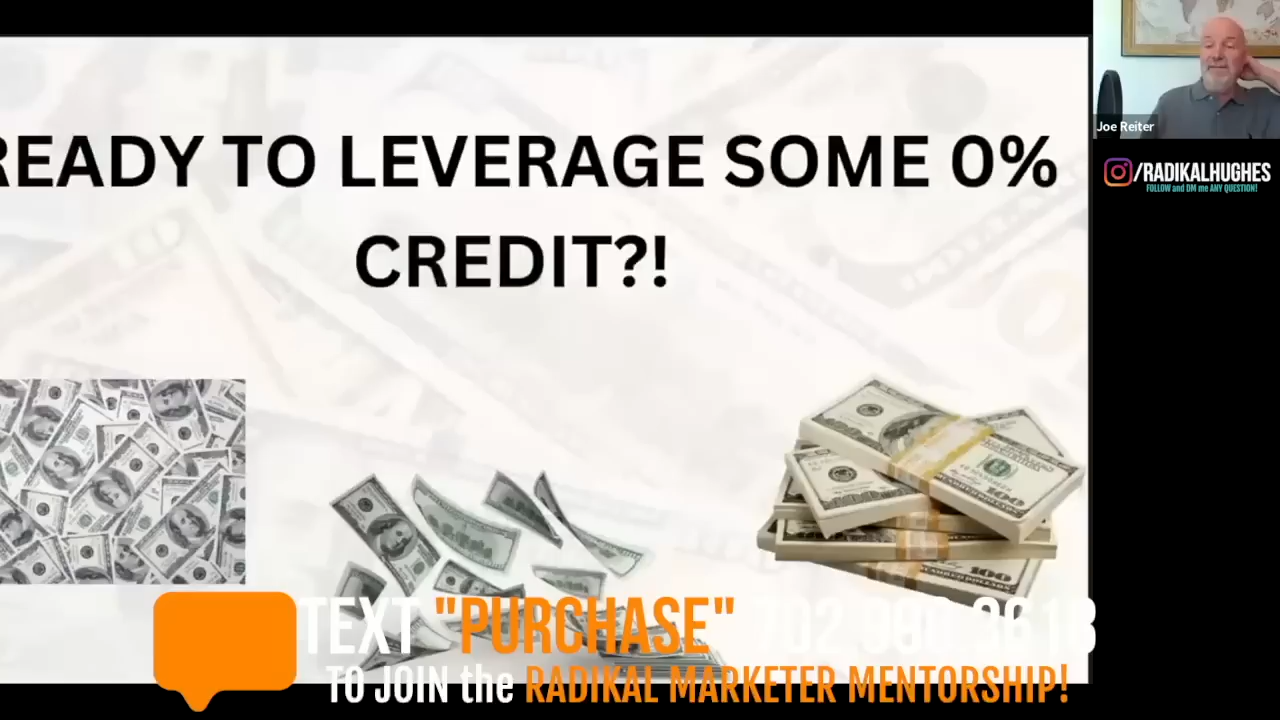 READY TO LEVERAGE SOME 0%
CREDIT?!
Joe Reiter
/RADIKALHUGHES
FOLLOW and DM me ANY QUESTION!
TEXT "PURCHASE" 702
TO JOIN the RADIKAL MARKETER MENTORSHIP!